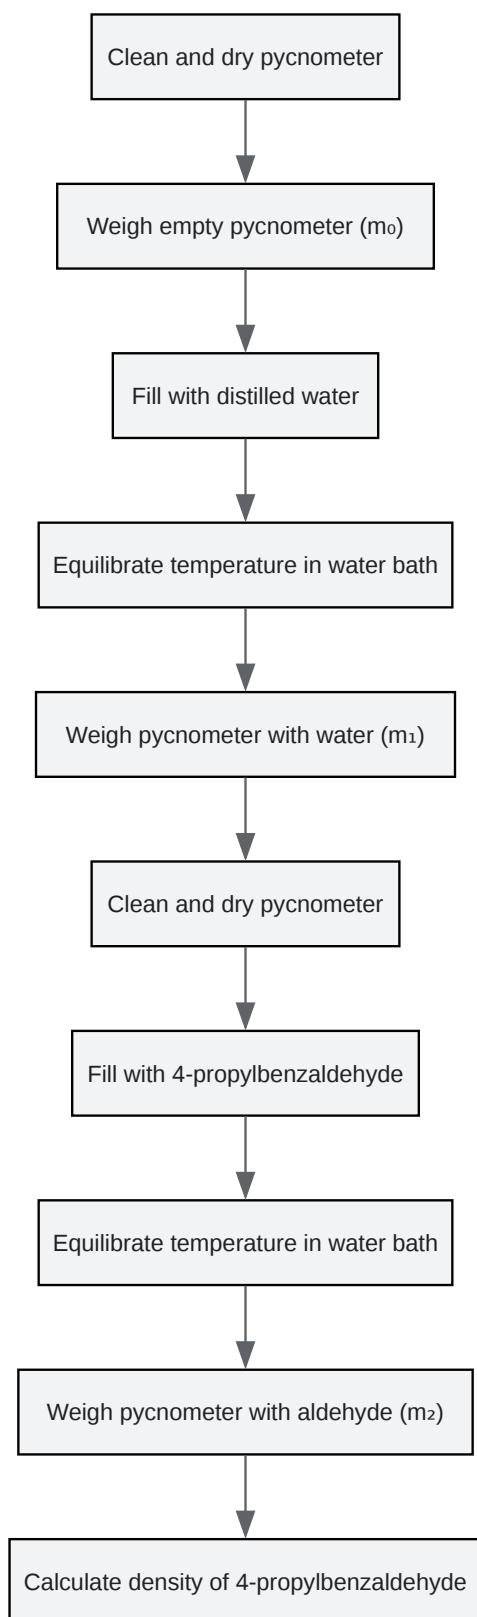 Clean and dry pycnometer
Weigh empty pycnometer (m₀)
Fill with distilled water
Equilibrate temperature in water bath
Weigh pycnometer with water (m₁)
Clean and dry pycnometer
Fill with 4-propylbenzaldehyde
Equilibrate temperature in water bath
Weigh pycnometer with aldehyde (m₂)
Calculate density of 4-propylbenzaldehyde